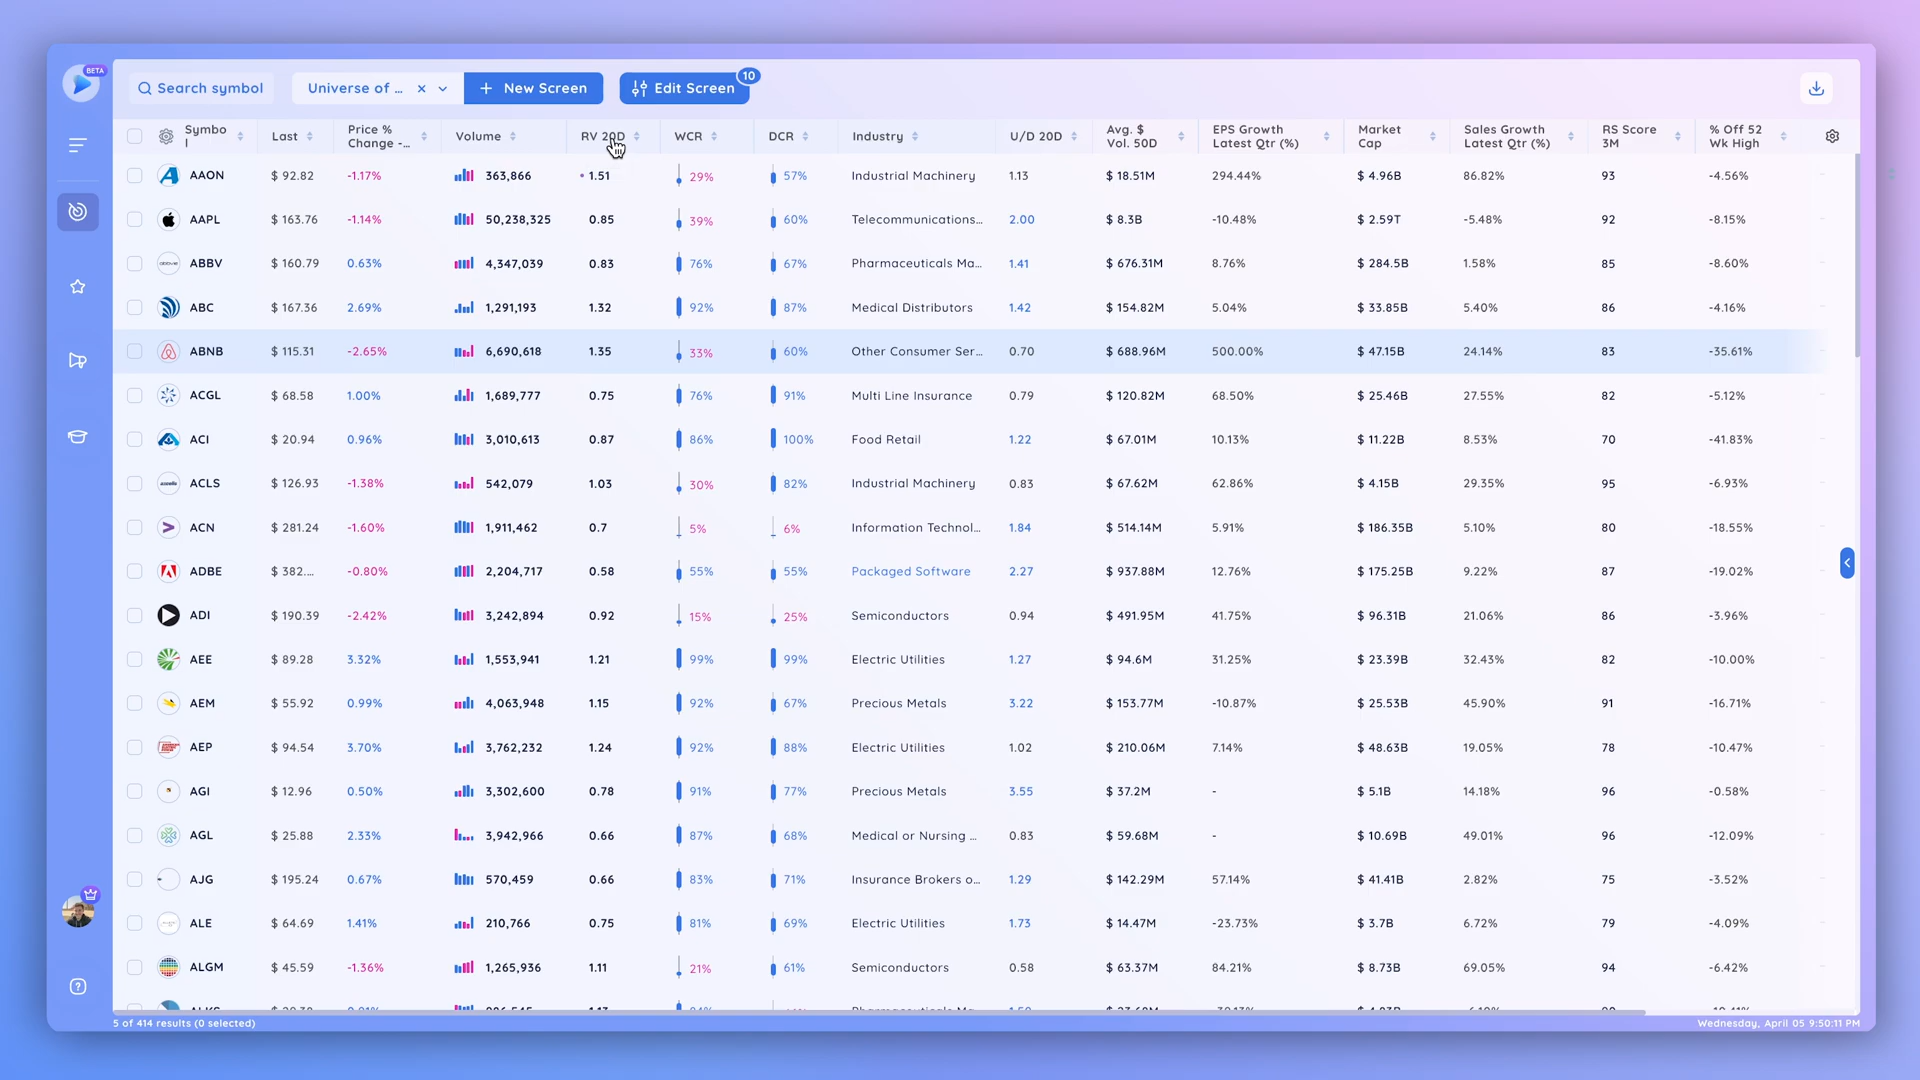 BETA
Search symbol
Universe of ...
New Screen
Edit Screen
10
Symbo
l
Last
Price %
Change -...
Volume
RV 20D
WCR
DCR
Industry
U/D 20D
Avg. $
Vol. 50D
EPS Growth
Latest Qtr (%)
Market
Cap
Sales Growth
Latest Qtr (%)
RS Score
3M
% Off 52
Wk High
AAON $ 92.82 -1.17% 363,866 1.51 29% 57% Industrial Machinery 1.13 $ 18.51M 294.44% $ 4.96B 86.82% 93 -4.56%
AAPL $ 163.76 -1.14% 50,238,325 0.85 39% 60% Telecommunications... 2.00 $ 8.3B -10.48% $ 2.59T -5.48% 92 -8.15%
ABBV $ 160.79 0.63% 4,347,039 0.83 76% 67% Pharmaceuticals Ma... 1.41 $ 676.31M 8.76% $ 284.5B 1.58% 85 -8.60%
ABC $ 167.36 2.69% 1,291,193 1.32 92% 87% Medical Distributors 1.42 $ 154.82M 5.04% $ 33.85B 5.40% 86 -4.16%
ABNB $ 115.31 -2.65% 6,690,618 1.35 33% 60% Other Consumer Ser... 0.70 $ 688.96M 500.00% $ 47.15B 24.14% 83 -35.61%
ACGL $ 68.58 1.00% 1,689,777 0.75 76% 91% Multi Line Insurance 0.79 $ 120.82M 68.50% $ 25.46B 27.55% 82 -5.12%
ACI $ 20.94 0.96% 3,010,613 0.87 86% 100% Food Retail 1.22 $ 67.01M 10.13% $ 11.22B 8.53% 70 -41.83%
ACLS $ 126.93 -1.38% 542,079 1.03 30% 82% Industrial Machinery 0.83 $ 67.62M 62.86% $ 4.15B 29.35% 95 -6.93%
ACN $ 281.24 -1.60% 1,911,462 0.7 5% 6% Information Technol... 1.84 $ 514.14M 5.91% $ 186.35B 5.10% 80 -18.55%
ADBE $ 382.... -0.80% 2,204,717 0.58 55% 55% Packaged Software 2.27 $ 937.88M 12.76% $ 175.25B 9.22% 87 -19.02%
ADI $ 190.39 -2.42% 3,242,894 0.92 15% 25% Semiconductors 0.94 $ 491.95M 41.75% $ 96.31B 21.06% 86 -3.96%
AEE $ 89.28 3.32% 1,553,941 1.21 99% 99% Electric Utilities 1.27 $ 94.6M 31.25% $ 23.39B 32.43% 82 -10.00%
AEM $ 55.92 0.99% 4,063,948 1.15 92% 67% Precious Metals 3.22 $ 153.77M -10.87% $ 25.53B 45.90% 91 -16.71%
AEP $ 94.54 3.70% 3,762,232 1.24 92% 88% Electric Utilities 1.02 $ 210.06M 7.14% $ 48.63B 19.05% 78 -10.47%
AGI $ 12.96 0.50% 3,302,600 0.78 91% 77% Precious Metals 3.55 $ 37.2M - $ 5.1B 14.18% 96 -0.58%
AGL $ 25.88 2.33% 3,942,966 0.66 87% 68% Medical or Nursing ... 0.83 $ 59.68M - $ 10.69B 49.01% 96 -12.09%
AJG $ 195.24 0.67% 570,459 0.66 83% 71% Insurance Brokers o... 1.29 $ 142.29M 57.14% $ 41.41B 2.82% 75 -3.52%
ALE $ 64.69 1.41% 210,766 0.75 81% 69% Electric Utilities 1.73 $ 14.47M -23.73% $ 3.7B 6.72% 79 -4.09%
ALGM $ 45.59 -1.36% 1,265,936 1.11 21% 61% Semiconductors 0.58 $ 63.37M 84.21% $ 8.73B 69.05% 94 -6.42%
5 of 414 results (0 selected)
Wednesday, April 05 9:50:11 PM